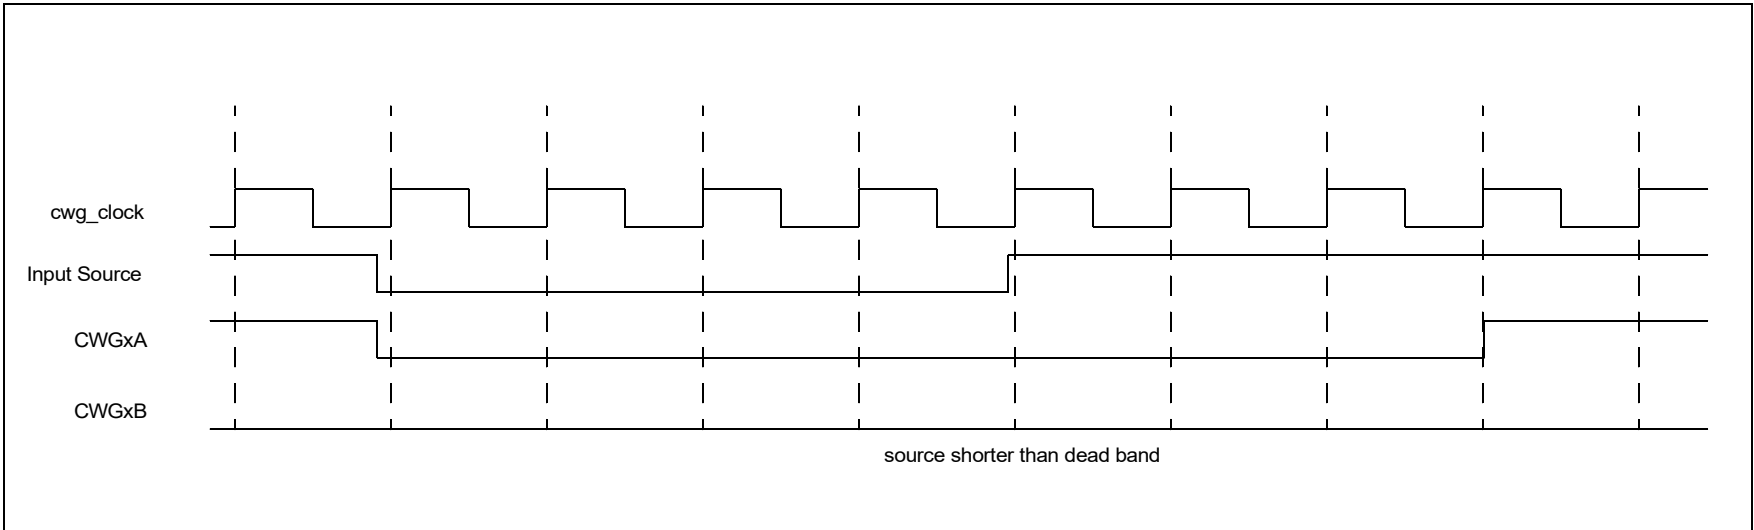 cwg_clock
Input Source
CWGxA
CWGxB
source shorter than dead band